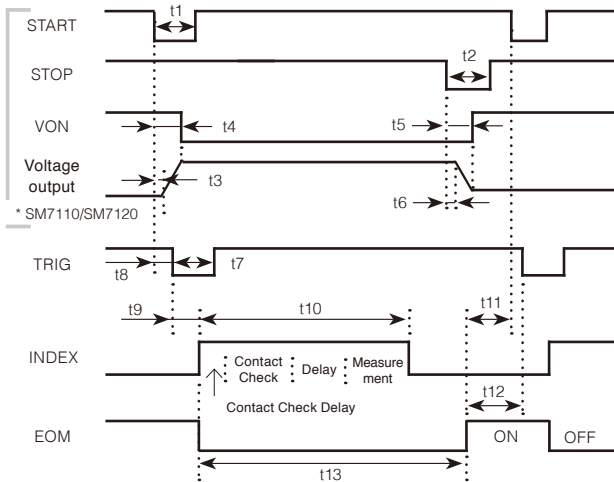 t1
START
t2
STOP
VON
t4
t5
Voltage
output
t3
t6
* SM7110/SM7120
TRIG
t8
t7
t9
t10
t11
INDEX
Contact
Check
Delay
Measure
ment
t12
Contact Check Delay
EOM
ON
OFF
t13